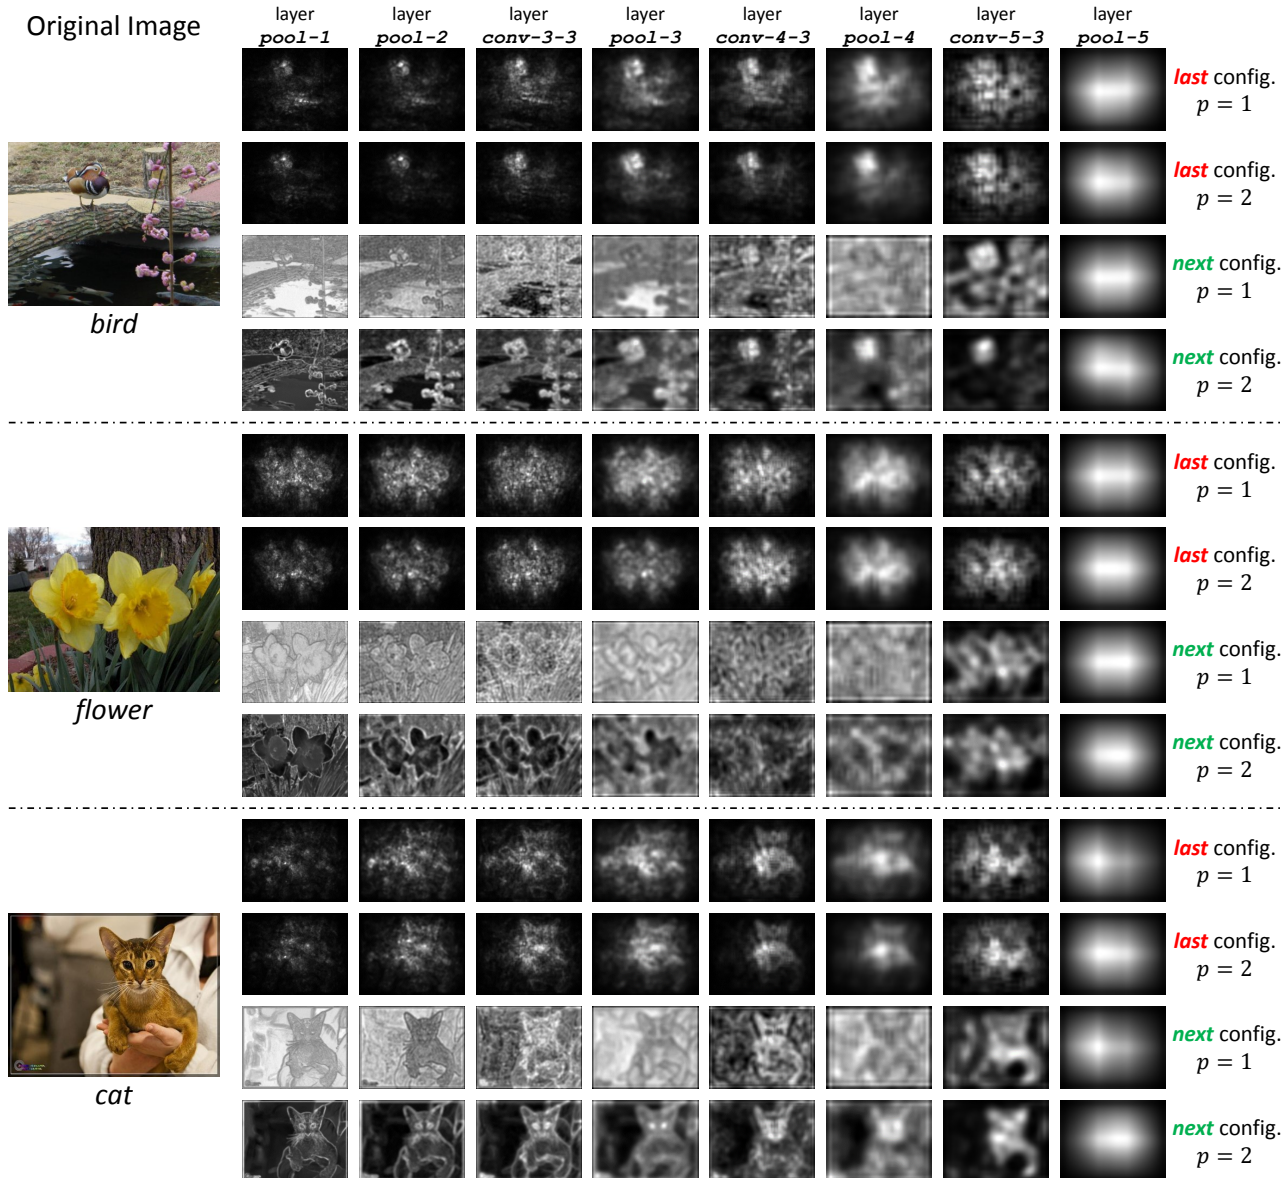 Original Image
layer layer layer layer layer layer layer layer
pool-1 pool-2 conv-3-3 pool-3 conv-4-3 pool-4 conv-5-3 pool-5
last config.
p = 1
last config.
p = 2
next config.
p = 1
next config.
p = 2
bird
last config.
p = 1
last config.
p = 2
next config.
p = 1
next config.
p = 2
flower
last config.
p = 1
last config.
p = 2
next config.
p = 1
next config.
p = 2
cat